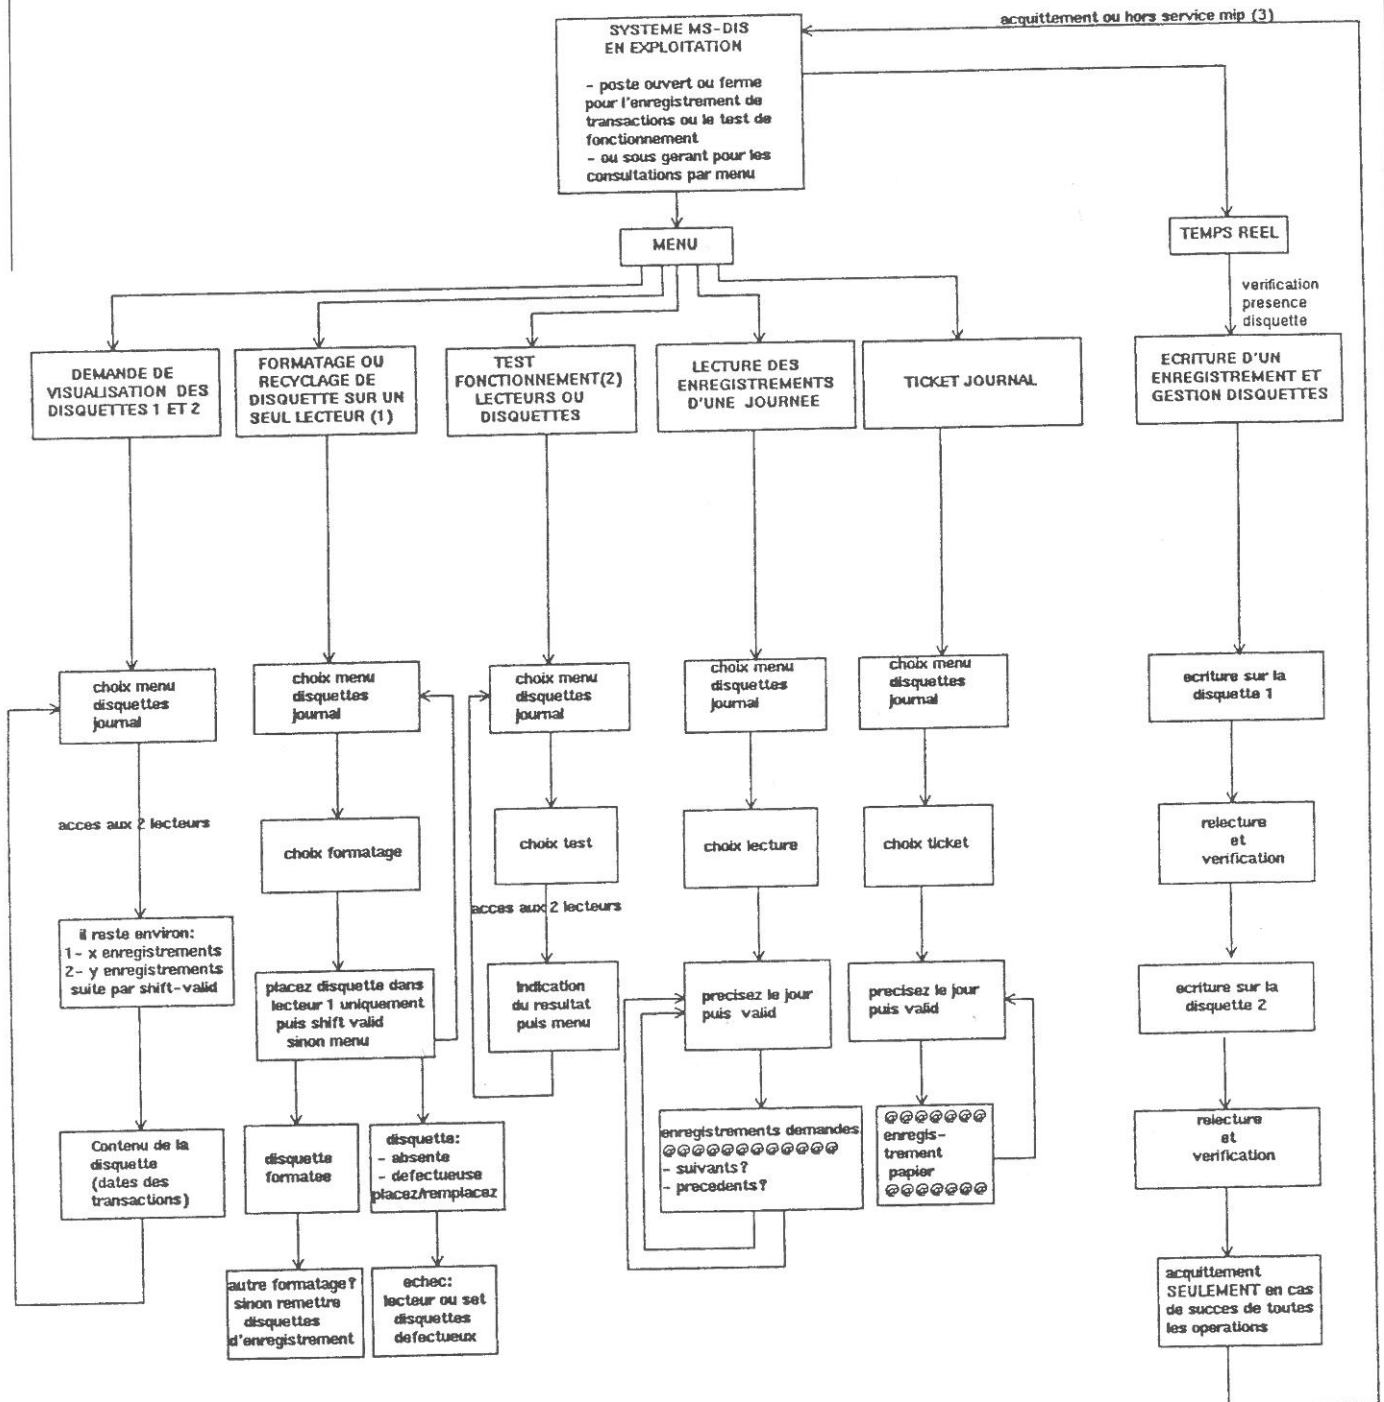 acquittement ou hors service mip (3)
SYSTEME MS-DIS
EN EXPLOITATION
- poste ouvert ou ferme
pour l'enregistrement de
transactions ou le test de
fonctionnement
- ou sous gerant pour les
consultations par menu
MENU
TEMPS REEL
verification
presence
disquette
DEMANDE DE
VISUALISATION DES
DISQUETTES 1 ET 2
FORMATAGE OU
RECYCLAGE DE
DISQUETTE SUR UN
SEUL LECTEUR (1)
TEST
FONCTIONNEMENT(2)
LECTEURS OU
DISQUETTES
LECTURE DES
ENREGISTREMENTS
D'UNE JOURNEE
TICKET JOURNAL
ECRITURE D'UN
ENREGISTREMENT ET
GESTION DISQUETTES
choix menu
disquettes
journal
choix menu
disquettes
journal
choix menu
disquettes
journal
choix menu
disquettes
journal
choix menu
disquettes
journal
ecriture sur la
disquette 1
acces aux 2 lecteurs
choix formatage
choix test
choix lecture
choix ticket
relecture
et
verification
acces aux 2 lecteurs
il reste environ:
1- x enregistrements
2- y enregistrements
suite par shift-valid
placez disquette dans
lecteur 1 uniquement
puis shift valid
sinon menu
Indication
du resultat
puis menu
precisez le jour
puis valid
precisez le jour
puis valid
ecriture sur la
disquette 2
Contenu de la
disquette
(dates des
transactions)
disquette
formatee
disquette:
- absente
- defectueuse
placez/remplacez
enregistrements demandes
@@@@@@@@@@@@
- suivants?
- precedents?
@@@@@@@
enregis-
trement
papier
@@@@@@@
relecture
et
verification
autre formatage?
sinon remettre
disquettes
d'enregistrement
echec:
lecteur ou set
disquettes
defectueux
acquittement
SEULEMENT en cas
de succes de toutes
les operations